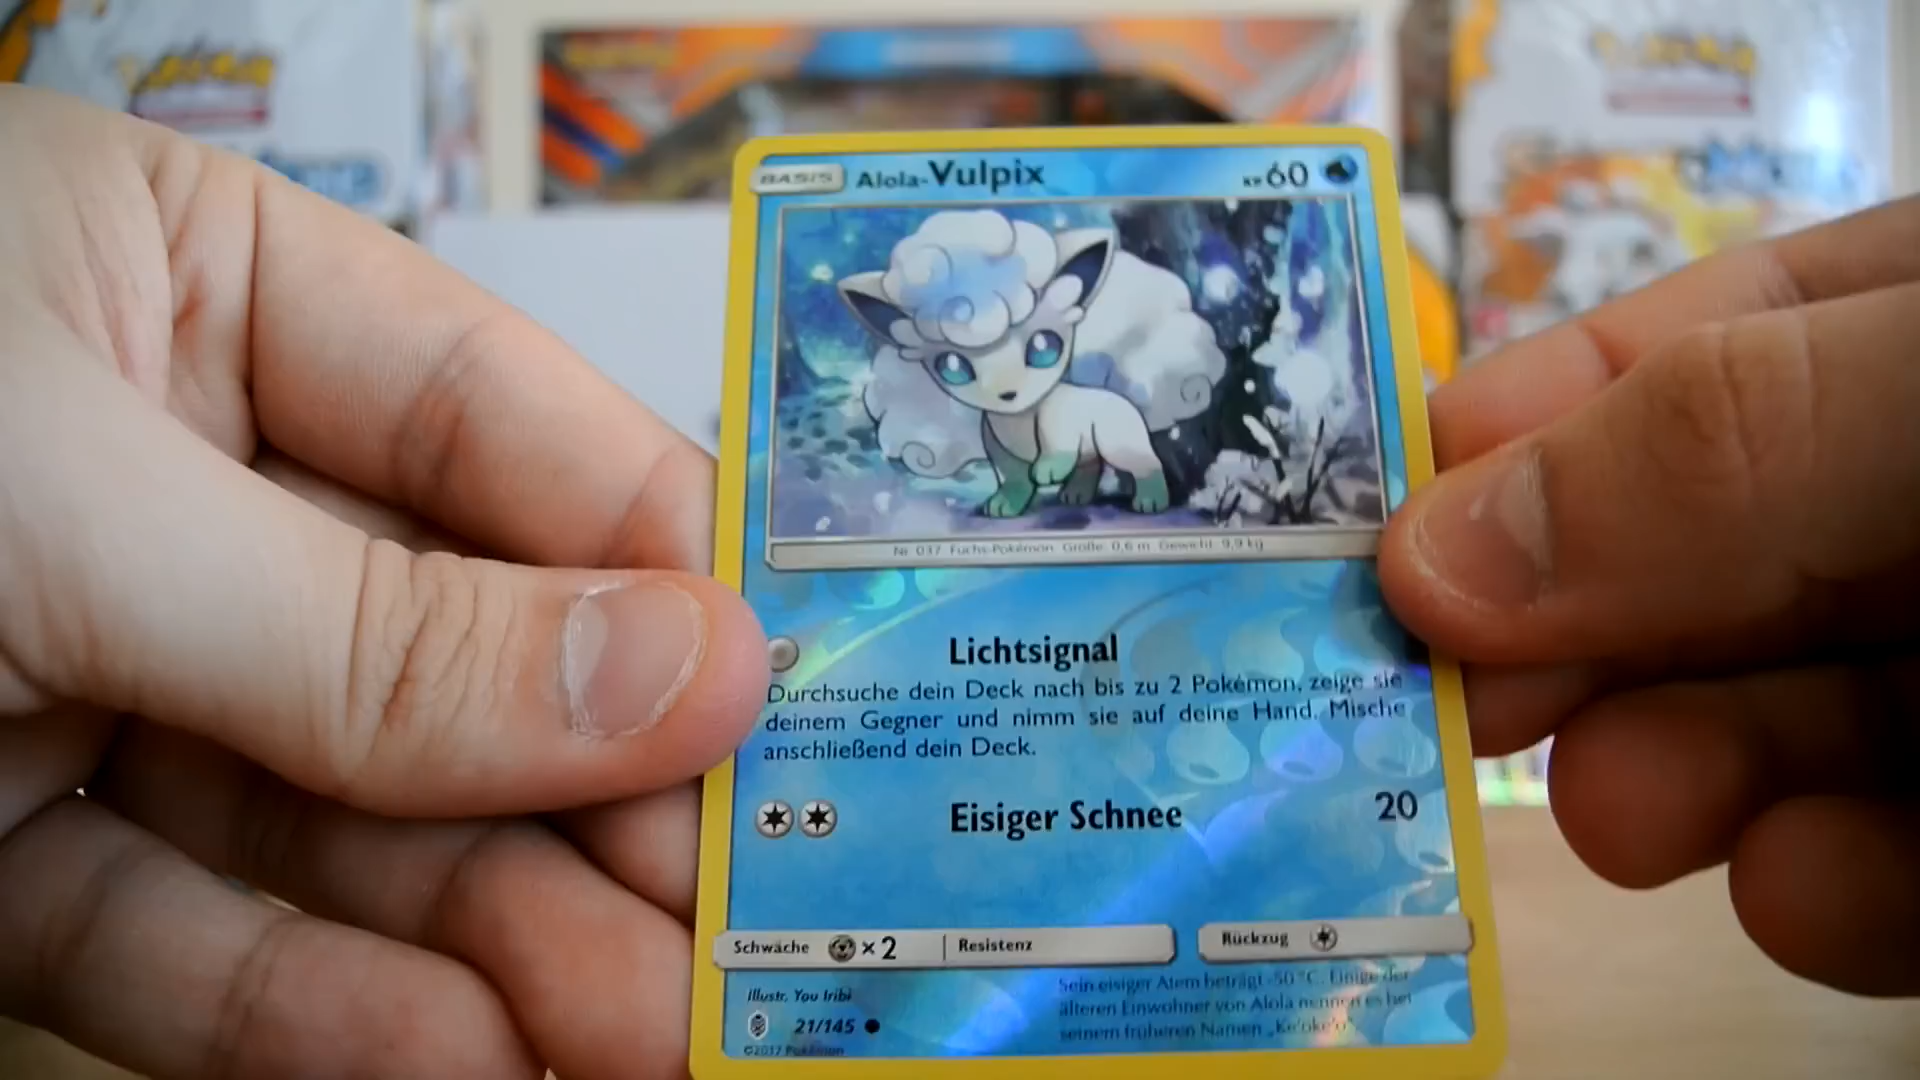 POKÉMON
BASIS Alola-Vulpix KP60
Nr. 037 Fuchs-Pokémon Größe: 0,6 m Gewicht: 9,9 kg
Lichtsignal
Durchsuche dein Deck nach bis zu 2 Pokémon, zeige sie
deinem Gegner und nimm sie auf deine Hand. Mische
anschließend dein Deck.
Eisiger Schnee 20
Schwäche ×2 Resistenz Rückzug
Sein eisiger Atem beträgt -50 °C. Einige der
älteren Einwohner von Alola nennen es bei
seinem früheren Namen „Ke'oke'o“.
Illustr. You Iribi
21/145
©2017 Pokémon